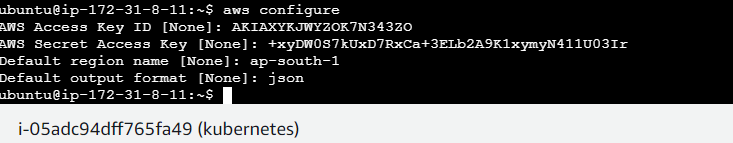 ubuntu@ip-172-31-8-11:~$ aws configure
AWS Access Key ID [None]: AKIAXYKJWYZOK7N343ZO
AWS Secret Access Key [None]: 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
Default region name [None]: ap-south-1
Default output format [None]: json
ubuntu@ip-172-31-8-11:~$
i-05adc94dff765fa49 (kubernetes)